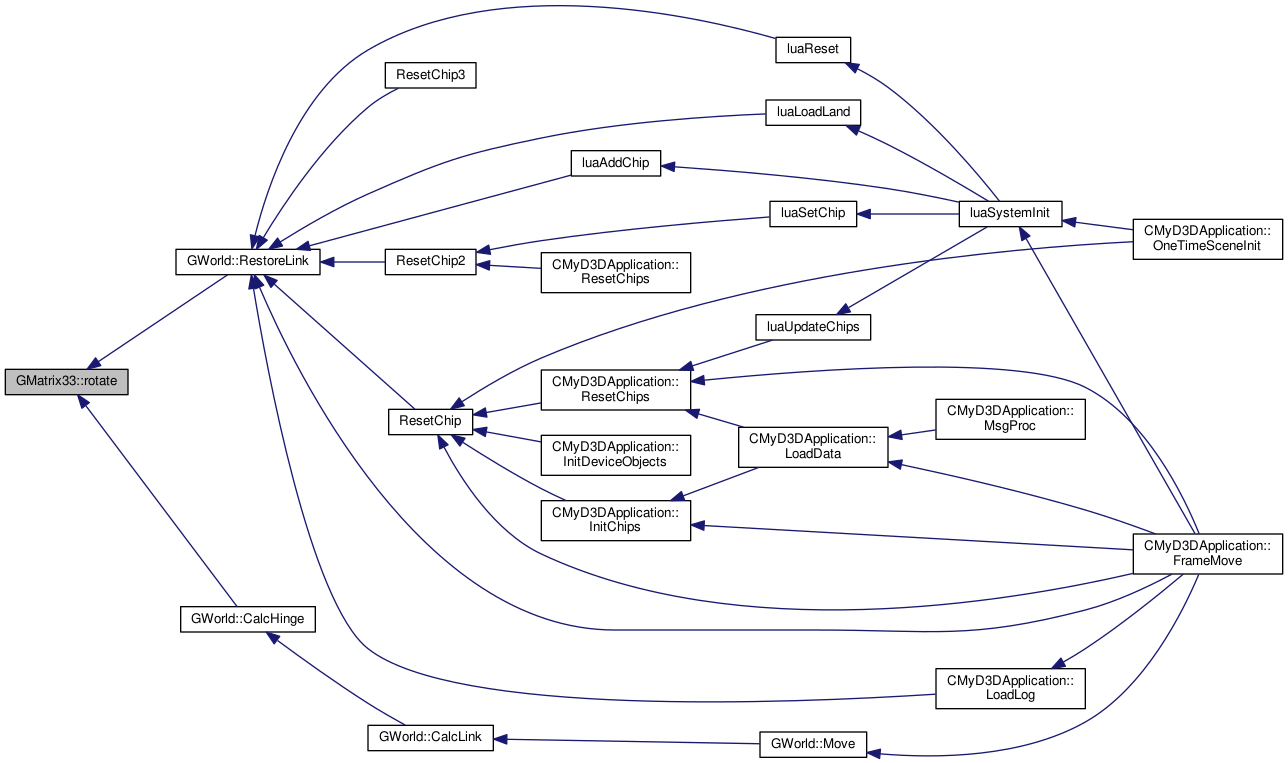 luaReset
ResetChip3
luaLoadLand
luaAddChip
luaSetChip
luaSystemInit
CMyD3DApplication::
OneTimeSceneInit
GWorld::RestoreLink
ResetChip2
CMyD3DApplication::
ResetChips
luaUpdateChips
GMatrix33::rotate
CMyD3DApplication::
ResetChips
ResetChip
CMyD3DApplication::
MsgProc
CMyD3DApplication::
LoadData
CMyD3DApplication::
InitDeviceObjects
CMyD3DApplication::
InitChips
CMyD3DApplication::
FrameMove
GWorld::CalcHinge
CMyD3DApplication::
LoadLog
GWorld::CalcLink
GWorld::Move